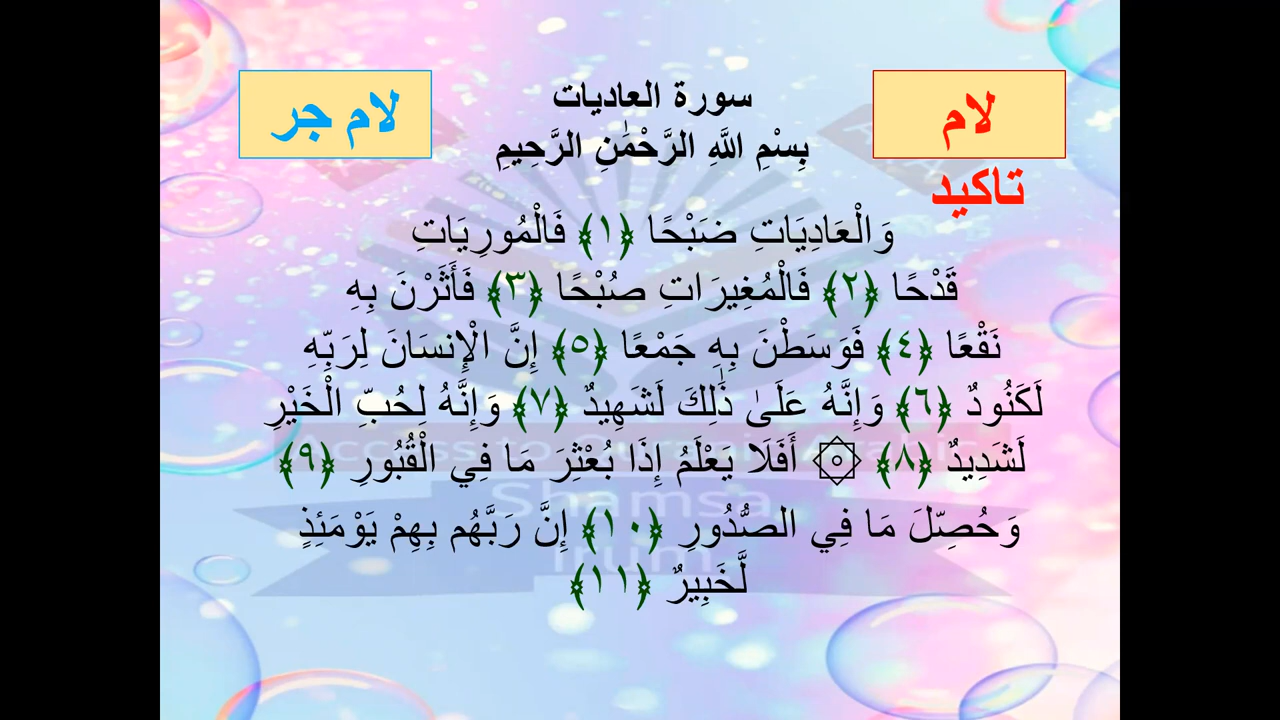 لام
تاكيد
سورة العاديات
لام جر
بِسْمِ اللَّهِ الرَّحْمَٰنِ الرَّحِيمِ
وَالْعَادِيَاتِ ضَبْحًا ﴿١﴾ فَالْمُورِيَاتِ
قَدْحًا ﴿٢﴾ فَالْمُغِيرَاتِ صُبْحًا ﴿٣﴾ فَأَثَرْنَ بِهِ
نَقْعًا ﴿٤﴾ فَوَسَطْنَ بِهِ جَمْعًا ﴿٥﴾ إِنَّ الْإِنسَانَ لِرَبِّهِ
لَكَنُودٌ ﴿٦﴾ وَإِنَّهُ عَلَىٰ ذَٰلِكَ لَشَهِيدٌ ﴿٧﴾ وَإِنَّهُ لِحُبِّ الْخَيْرِ
لَشَدِيدٌ ﴿٨﴾ ۞ أَفَلَا يَعْلَمُ إِذَا بُعْثِرَ مَا فِي الْقُبُورِ ﴿٩﴾
وَحُصِّلَ مَا فِي الصُّدُورِ ﴿١٠﴾ إِنَّ رَبَّهُم بِهِمْ يَوْمَئِذٍ
لَّخَبِيرٌ ﴿١١﴾
Shamsa
Irum